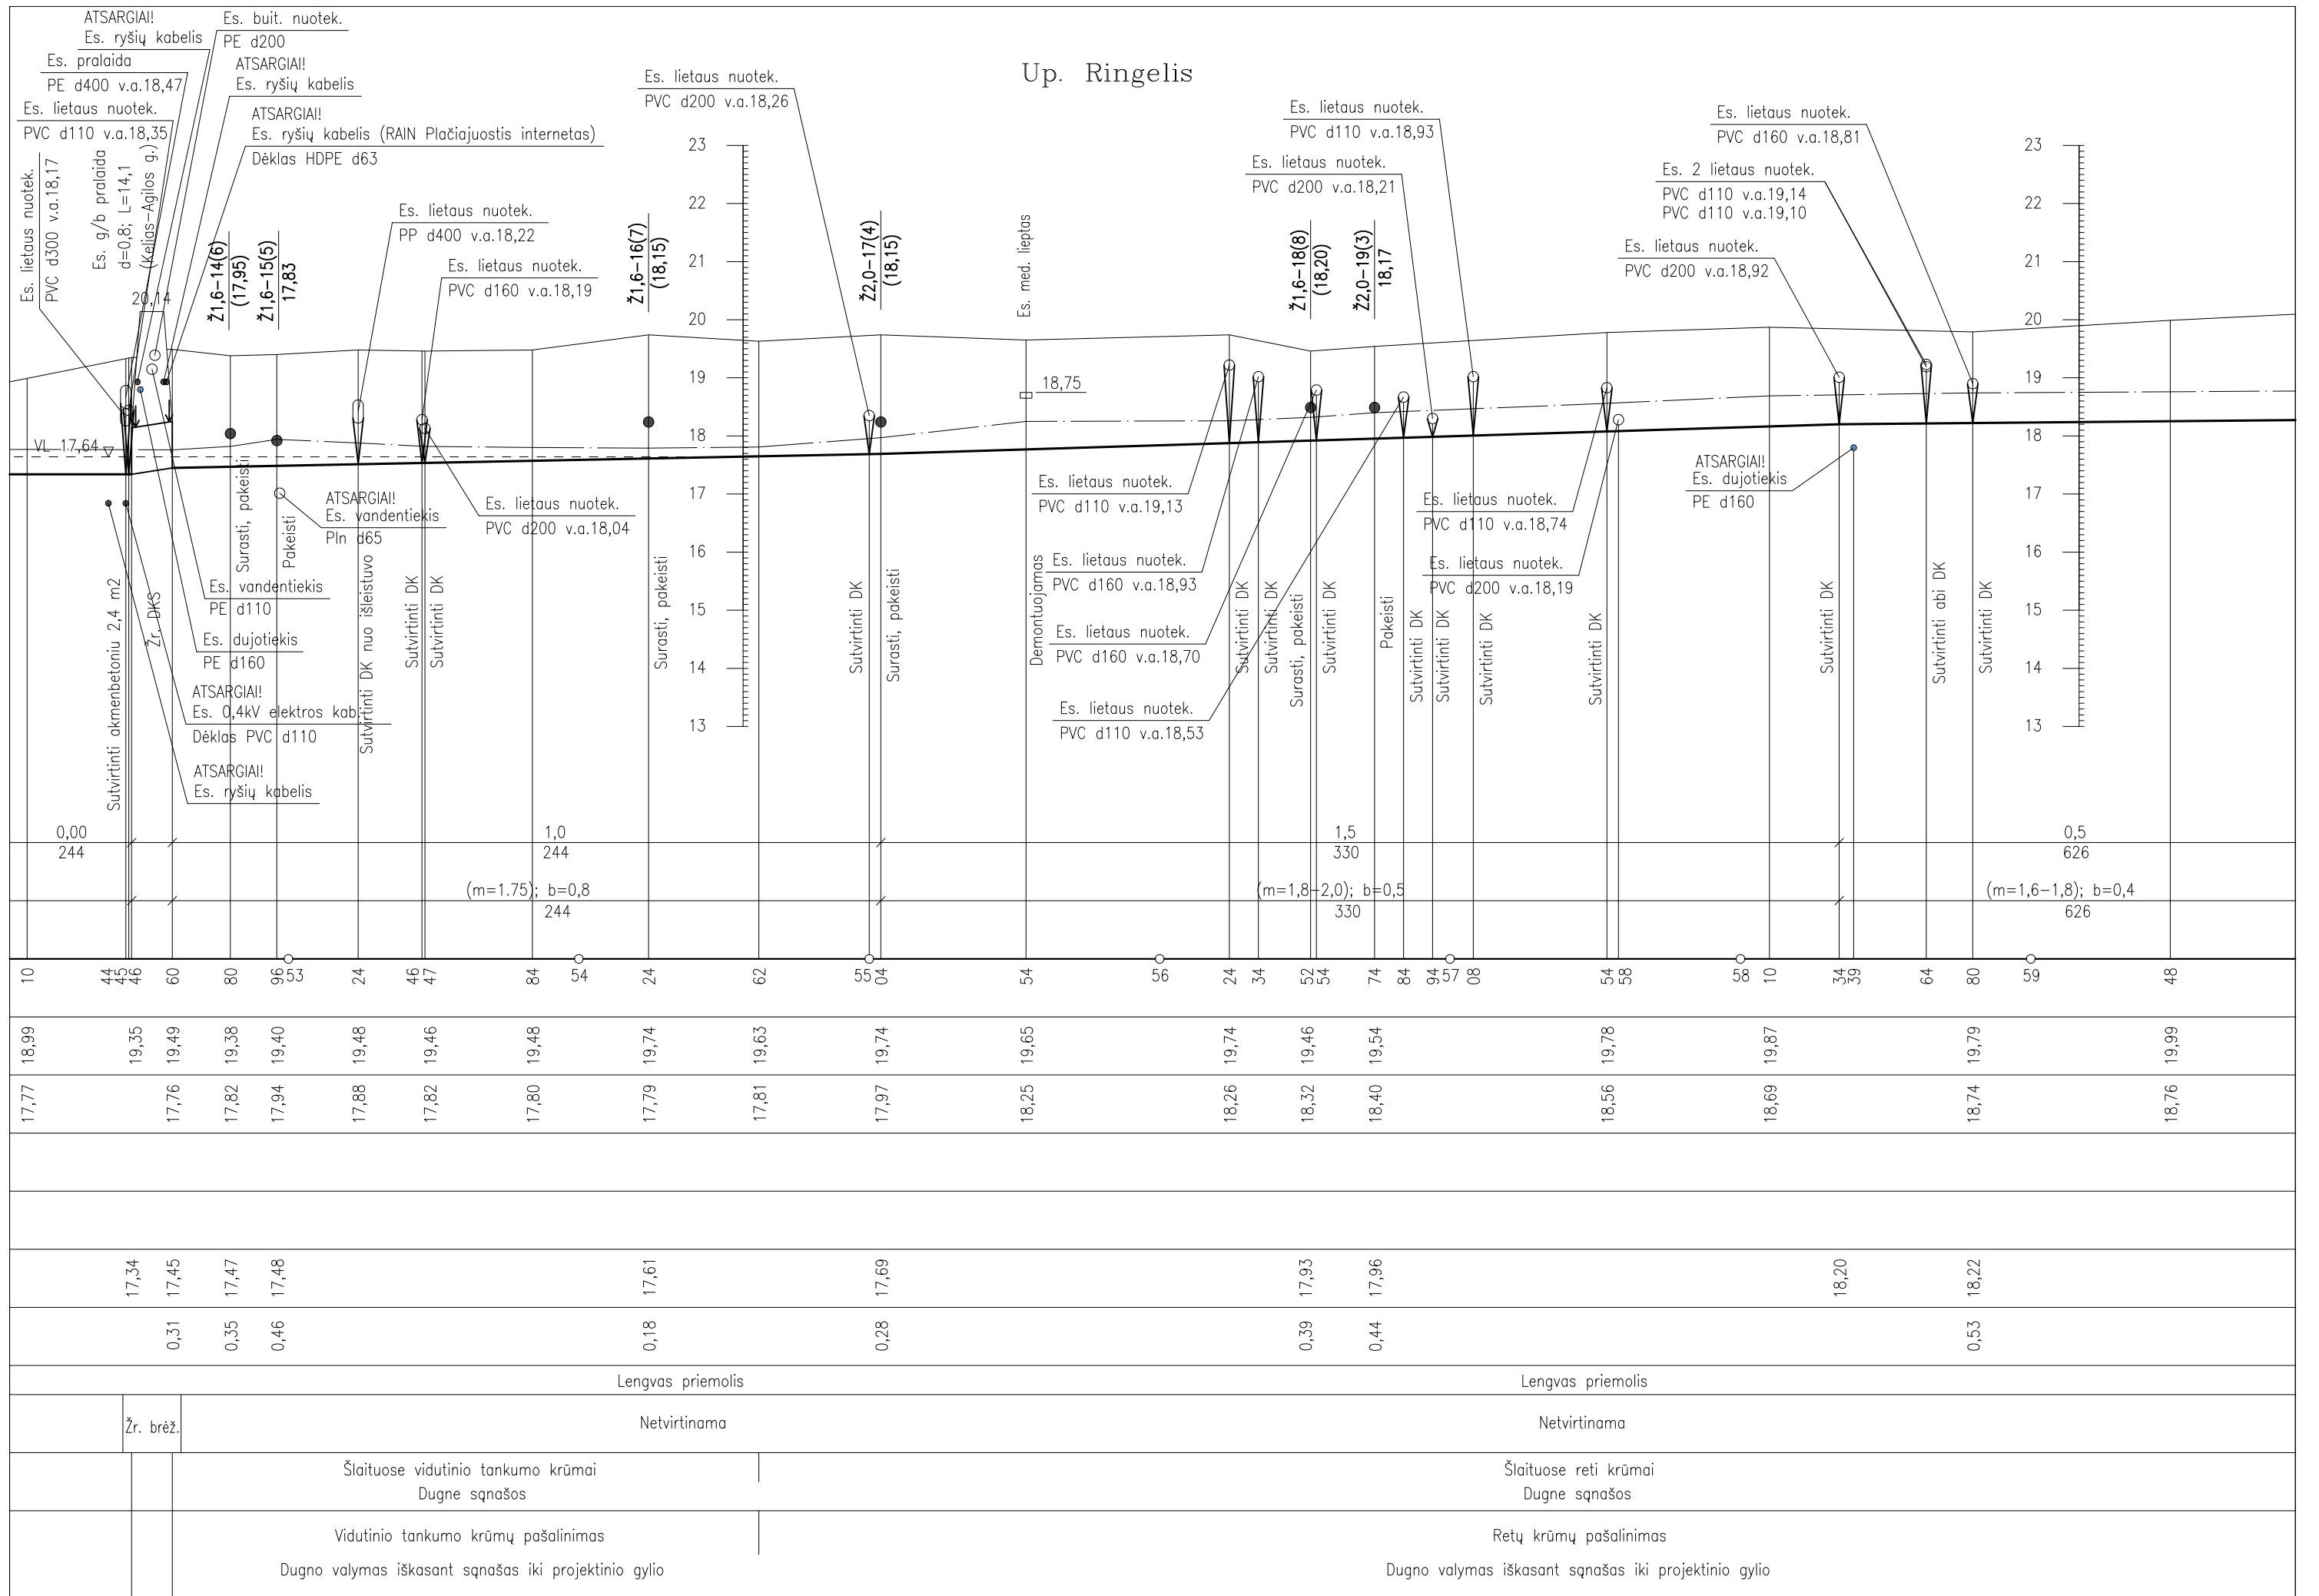 Up. Ringelis
ATSARGIAI!
Es. ryšių kabelis
Es. buit. nuotek.
PE d200
Es. pralaida
PE d400 v.a.18,47
ATSARGIAI!
Es. ryšių kabelis
Es. lietaus nuotek.
PVC d110 v.a.18,35
ATSARGIAI!
Es. ryšių kabelis (RAIN Plačiajuostis internetas)
Dėklas HDPE d63
Es. lietaus nuotek.
PVC d300 v.a.18,17
Es. g/b pralaida
d=0,8; L=14,1
(Kelias-Agilos g.)
20,14
Ž1,6-14(6)
(17,95)
Ž1,6-15(5)
17,83
Es. lietaus nuotek.
PP d400 v.a.18,22
Es. lietaus nuotek.
PVC d160 v.a.18,19
Es. lietaus nuotek.
PVC d200 v.a.18,26
Ž1,6-16(7)
(18,15)
23
22
21
20
19
18
17
16
15
14
13
Ž2,0-17(4)
(18,15)
Es. med. lieptas
18,75
Es. lietaus nuotek.
PVC d110 v.a.18,93
Es. lietaus nuotek.
PVC d200 v.a.18,21
Ž1,6-18(8)
(18,20)
Ž2,0-19(3)
18,17
Es. lietaus nuotek.
PVC d160 v.a.18,81
Es. 2 lietaus nuotek.
PVC d110 v.a.19,14
PVC d110 v.a.19,10
Es. lietaus nuotek.
PVC d200 v.a.18,92
23
22
21
20
19
18
17
16
15
14
13
VL 17,64
Sutvirtinti akmenbetoniu 2,4 m2
Žr. DKS
Surasti, pakeisti
Pakeisti
ATSARGIAI!
Es. vandentiekis
Pln d65
Es. vandentiekis
PE d110
Es. dujotiekis
PE d160
ATSARGIAI!
Es. 0,4kV elektros kab.
Dėklas PVC d110
ATSARGIAI!
Es. ryšių kabelis
Sutvirtinti DK nuo išleistuvo
Sutvirtinti DK
Sutvirtinti DK
Es. lietaus nuotek.
PVC d200 v.a.18,04
Surasti, pakeisti
Sutvirtinti DK
Surasti, pakeisti
Demontuojamas
Es. lietaus nuotek.
PVC d110 v.a.19,13
Es. lietaus nuotek.
PVC d160 v.a.18,93
Es. lietaus nuotek.
PVC d160 v.a.18,70
Es. lietaus nuotek.
PVC d110 v.a.18,53
Sutvirtinti DK
Sutvirtinti DK
Surasti, pakeisti
Sutvirtinti DK
Pakeisti
Sutvirtinti DK
Sutvirtinti DK
Sutvirtinti DK
Es. lietaus nuotek.
PVC d110 v.a.18,74
Es. lietaus nuotek.
PVC d200 v.a.18,19
Sutvirtinti DK
ATSARGIAI!
Es. dujotiekis
PE d160
Sutvirtinti DK
Sutvirtinti abi DK
Sutvirtinti DK
0,00 1,0 1,5 0,5
244 244 330 626
(m=1.75); b=0,8 (m=1,8-2,0); b=0,5 (m=1,6-1,8); b=0,4
244 330 626
10 44 45 46 60 80 96 53 24 46 47 84 54 24 62 55 04 54 56 24 34 52 54 74 84 94 57 08 54 58 58 10 34 39 64 80 59 48
18,99 19,35 19,49 19,38 19,40 19,48 19,46 19,48 19,74 19,63 19,74 19,65 19,74 19,46 19,54 19,78 19,87 19,79 19,99
17,77 17,76 17,82 17,94 17,88 17,82 17,80 17,79 17,81 17,97 18,25 18,26 18,32 18,40 18,56 18,69 18,74 18,76
17,34 17,45 17,47 17,48 17,61 17,69 17,93 17,96 18,20 18,22
0,31 0,35 0,46 0,18 0,28 0,39 0,44 0,53
Lengvas priemolis Lengvas priemolis
Žr. brėž. Netvirtinama Netvirtinama
Šlaituose vidutinio tankumo krūmai Šlaituose reti krūmai
Dugne sąnašos Dugne sąnašos
Vidutinio tankumo krūmų pašalinimas Retų krūmų pašalinimas
Dugno valymas iškasant sąnašas iki projektinio gylio Dugno valymas iškasant sąnašas iki projektinio gylio